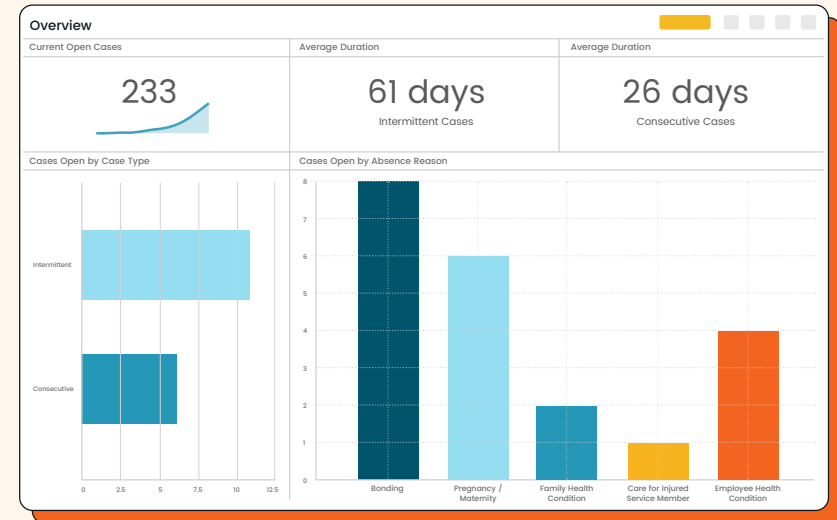 Overview
Current Open Cases
Average Duration
Average Duration
233
61 days
26 days
Intermittent Cases
Consecutive Cases
Cases Open by Case Type
Cases Open by Absence Reason
Intermittent
Consecutive
0 2.5 5 7.5 10 12.5
8
7
6
5
4
3
2
1
0
Bonding
Pregnancy /
Maternity
Family Health
Condition
Care for Injured
Service Member
Employee Health
Condition